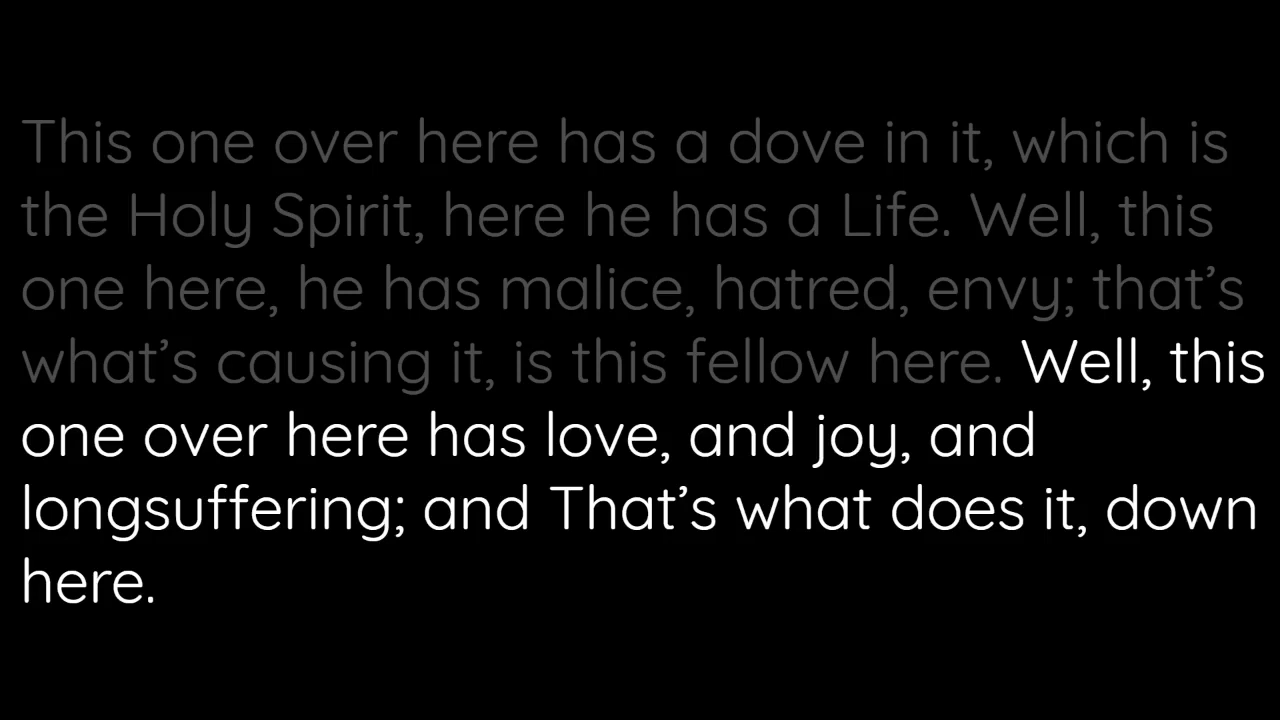 This one over here has a dove in it, which is
the Holy Spirit, here he has a Life. Well, this
one here, he has malice, hatred, envy; that’s
what’s causing it, is this fellow here. Well, this
one over here has love, and joy, and
longsuffering; and That’s what does it, down
here.